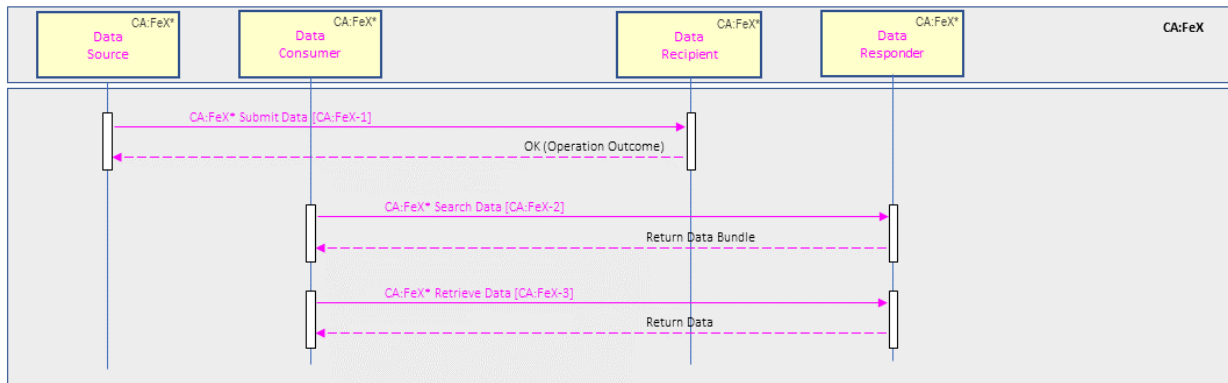 CA:FeX*
Data
Source
CA:FeX*
Data
Consumer
CA:FeX*
Data
Recipient
CA:FeX*
Data
Responder
CA:FeX
CA:FeX* Submit Data [CA:FeX-1]
OK (Operation Outcome)
CA:FeX* Search Data [CA:FeX-2]
Return Data Bundle
CA:FeX* Retrieve Data [CA:FeX-3]
Return Data